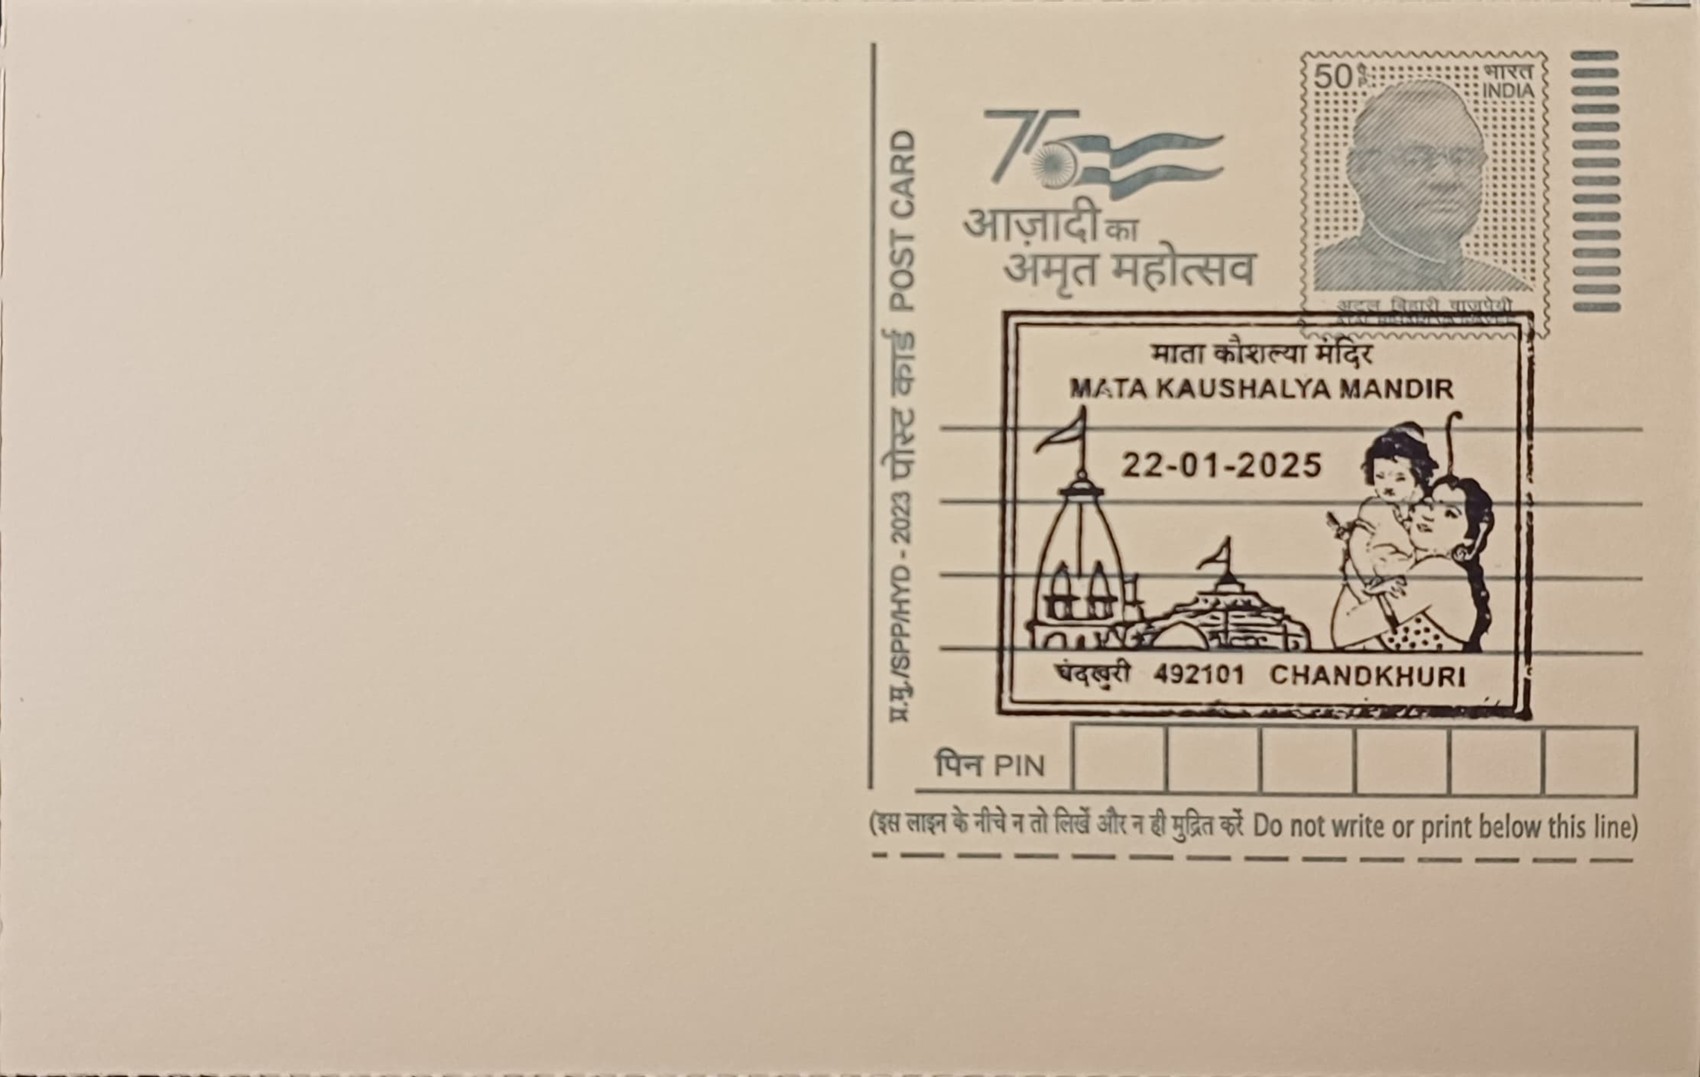 प्र.मु./SPP/HYD - 2023 पोस्ट कार्ड POST CARD
75
आज़ादी का
अमृत महोत्सव
50 पै. P.
भारत
INDIA
अटल बिहारी वाजपेयी
माता कौशल्या मंदिर
MATA KAUSHALYA MANDIR
22-01-2025
चंदखुरी 492101 CHANDKHURI
पिन PIN
(इस लाइन के नीचे न तो लिखें और न ही मुद्रित करें Do not write or print below this line)